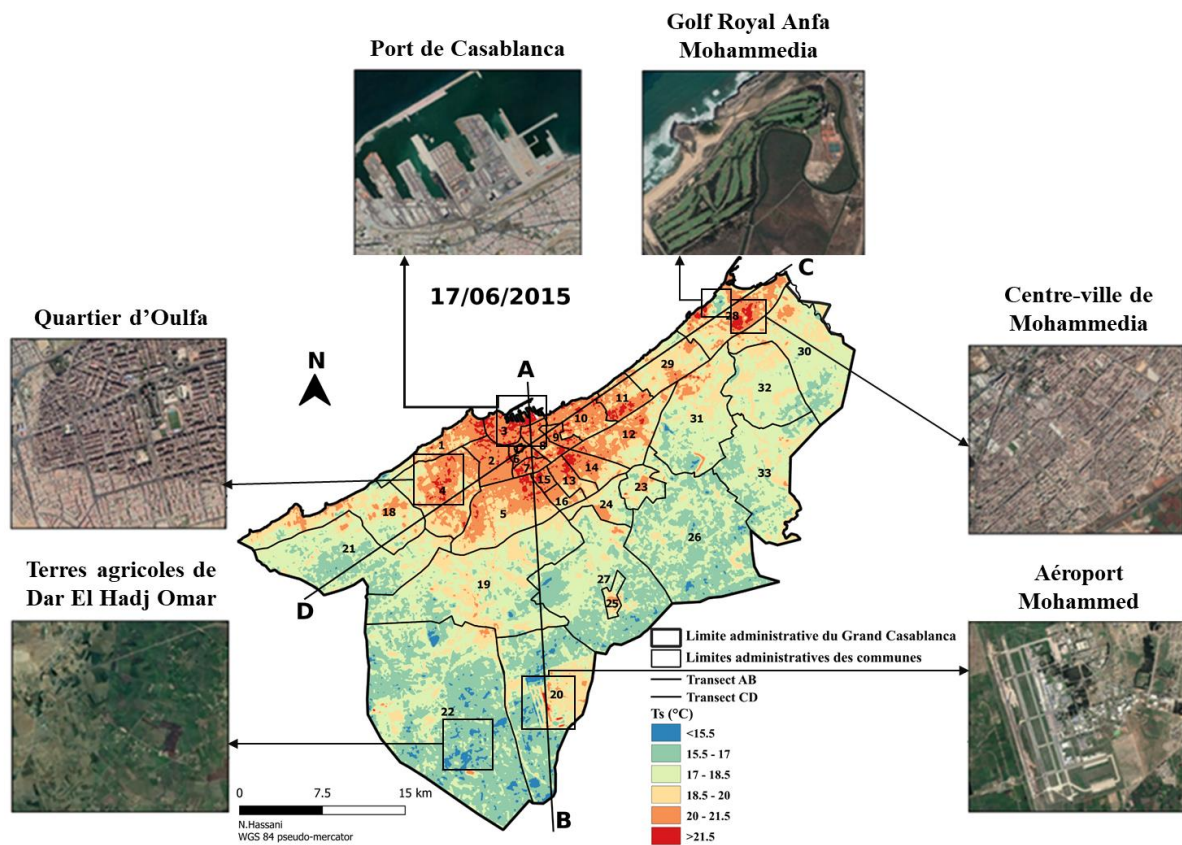 Port de Casablanca
Golf Royal Anfa
Mohammedia
17/06/2015
C
Quartier d’Oulfa
Centre-ville de
Mohammedia
N
A
28
30
29
32
11
10
31
12
3
9
8
1
2
6
7
14
4
15
13
33
16
23
5
24
18
26
21
27
19
25
D
Terres agricoles de
Dar El Hadj Omar
Aéroport
Mohammed
Limite administrative du Grand Casablanca
Limites administratives des communes
Transect AB
Transect CD
20
22
Ts (°C)
<15.5
15.5 - 17
17 - 18.5
18.5 - 20
20 - 21.5
>21.5
0 7.5 15 km
B
N.Hassani
WGS 84 pseudo-mercator